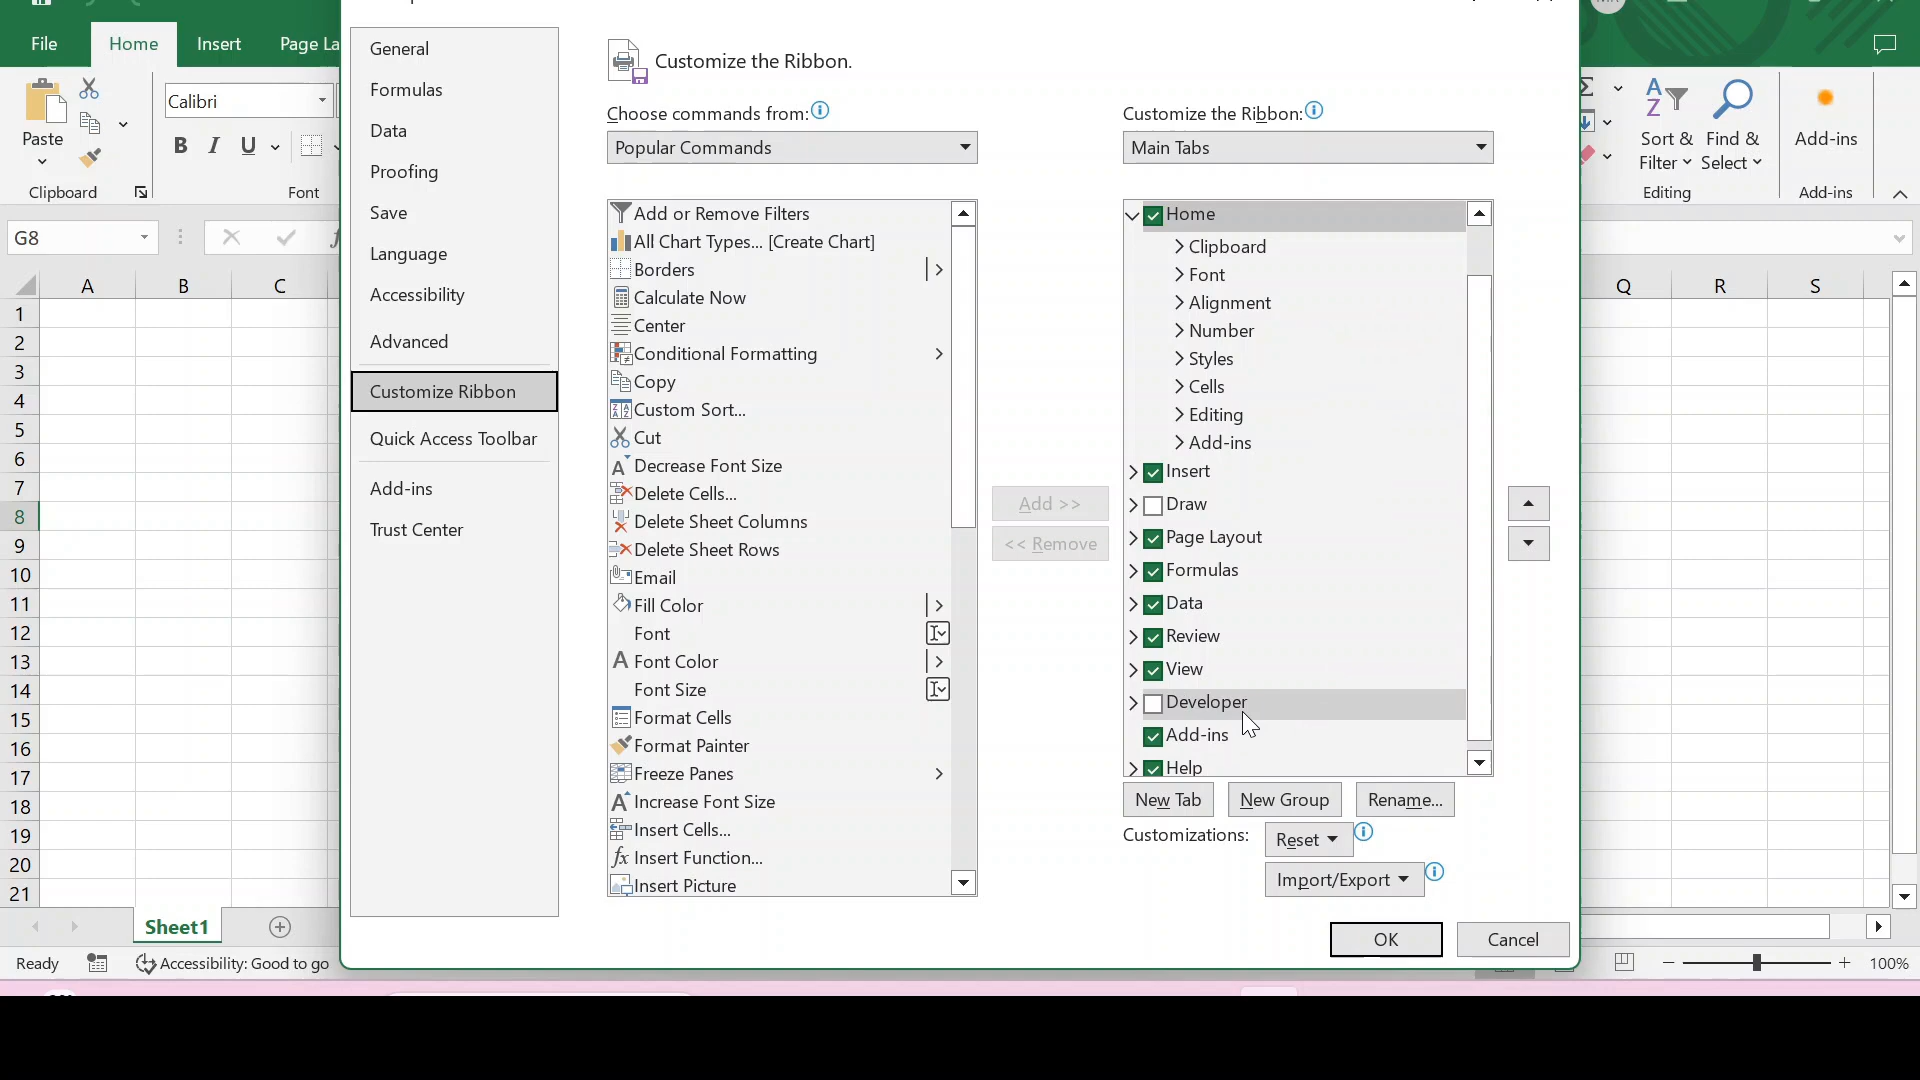 File
Home
Insert
Page La
Paste
Clipboard
Calibri
B
I
U
Font
G8
General
Formulas
Data
Proofing
Save
Language
Accessibility
Advanced
Customize Ribbon
Quick Access Toolbar
Add-ins
Trust Center
Customize the Ribbon.
Choose commands from:
Popular Commands
Add or Remove Filters
All Chart Types... [Create Chart]
Borders
Calculate Now
Center
Conditional Formatting
Copy
Custom Sort...
Cut
Decrease Font Size
Delete Cells...
Delete Sheet Columns
Delete Sheet Rows
Email
Fill Color
Font
Font Color
Font Size
Format Cells
Format Painter
Freeze Panes
Increase Font Size
Insert Cells...
Insert Function...
Insert Picture
Add >>
<< Remove
Customize the Ribbon:
Main Tabs
Home
Clipboard
Font
Alignment
Number
Styles
Cells
Editing
Add-ins
Insert
Draw
Page Layout
Formulas
Data
Review
View
Developer
Add-ins
Help
New Tab
New Group
Rename...
Customizations:
Reset
Import/Export
OK
Cancel
Sort &
Filter
Find &
Select
Editing
Add-ins
Add-ins
A B C
Q R S
1
2
3
4
5
6
7
8
9
10
11
12
13
14
15
16
17
18
19
20
21
Sheet1
Ready
Accessibility: Good to go
100%